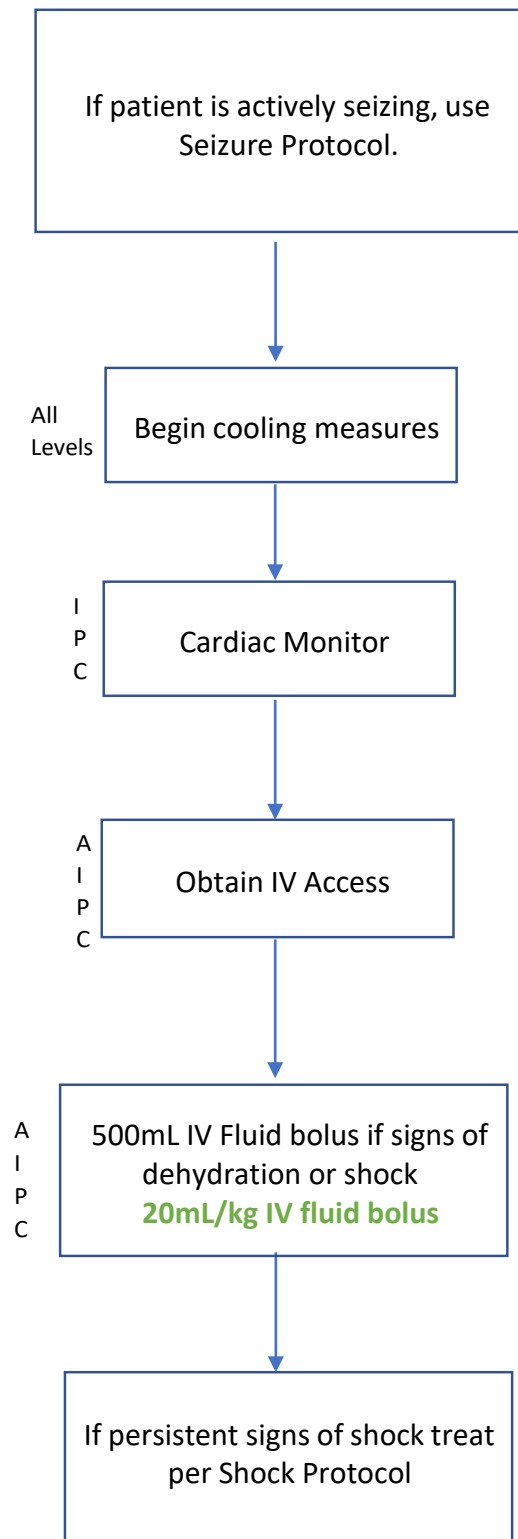 If patient is actively seizing, use
Seizure Protocol.
All
Levels
Begin cooling measures
I
P
C
Cardiac Monitor
A
I
P
C
Obtain IV Access
A
I
P
C
500mL IV Fluid bolus if signs of
dehydration or shock
20mL/kg IV fluid bolus
If persistent signs of shock treat
per Shock Protocol